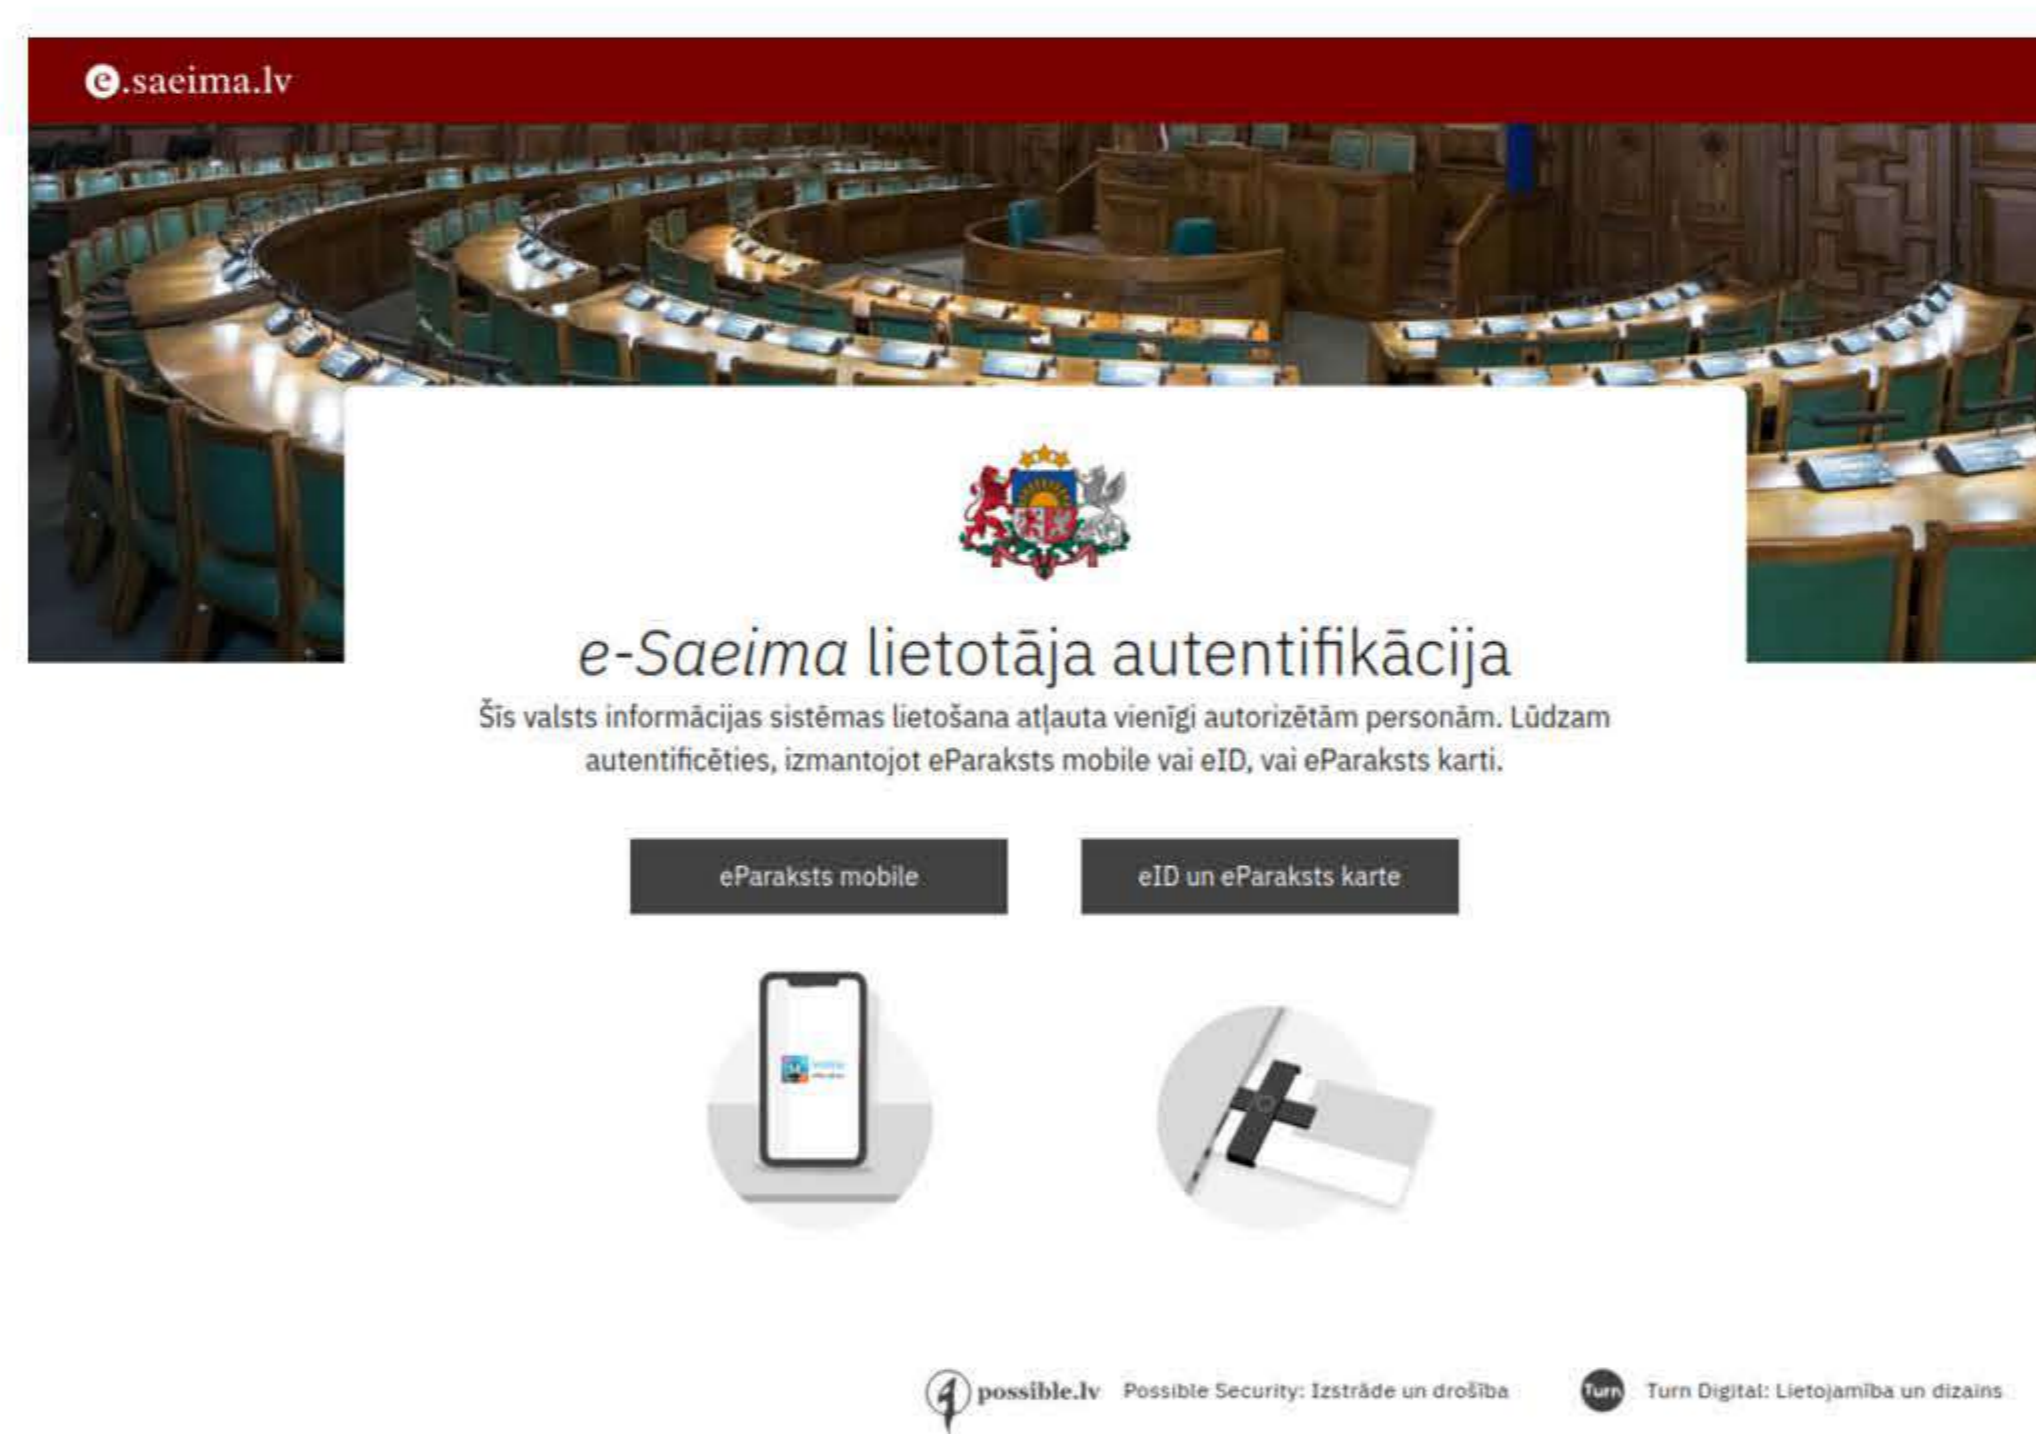 e.saeima.lv
e-Saeima lietotāja autentifikācija
Šīs valsts informācijas sistēmas lietošana atļauta vienīgi autorizētām personām. Lūdzam
autentificēties, izmantojot eParaksts mobile vai eID, vai eParaksts karti.
eParaksts mobile
eID un eParaksts karte
possible.lv Possible Security: Izstrāde un drošība
Turn Turn Digital: Lietojamība un dizains